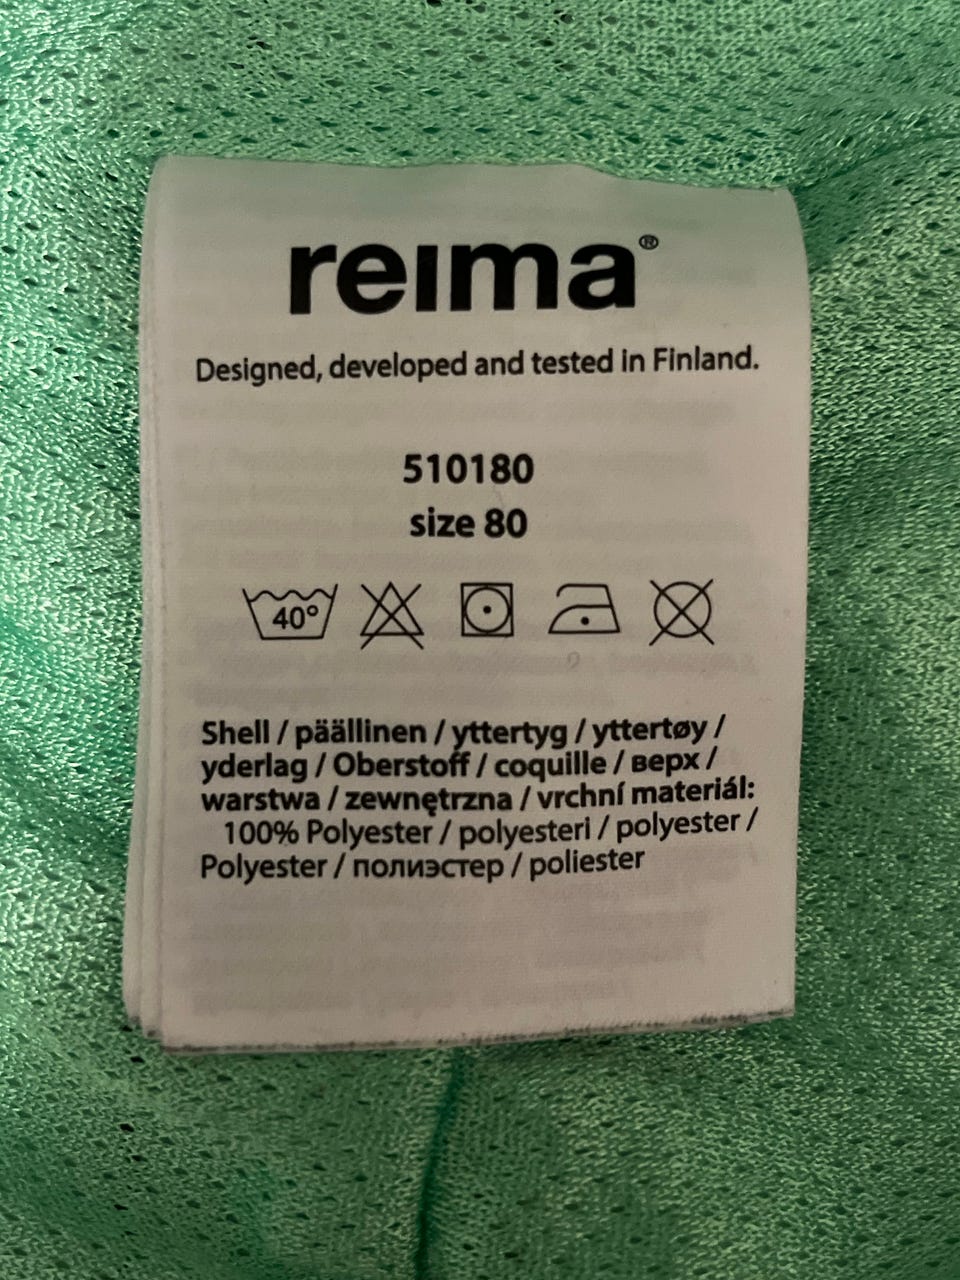 reima®
Designed, developed and tested in Finland.
510180
size 80
40°
Shell / päällinen / yttertyg / yttertøy /
yderlag / Oberstoff / coquille / верх /
warstwa / zewnętrzna / vrchní materiál:
100% Polyester / polyesteri / polyester /
Polyester / полиэстер / poliester